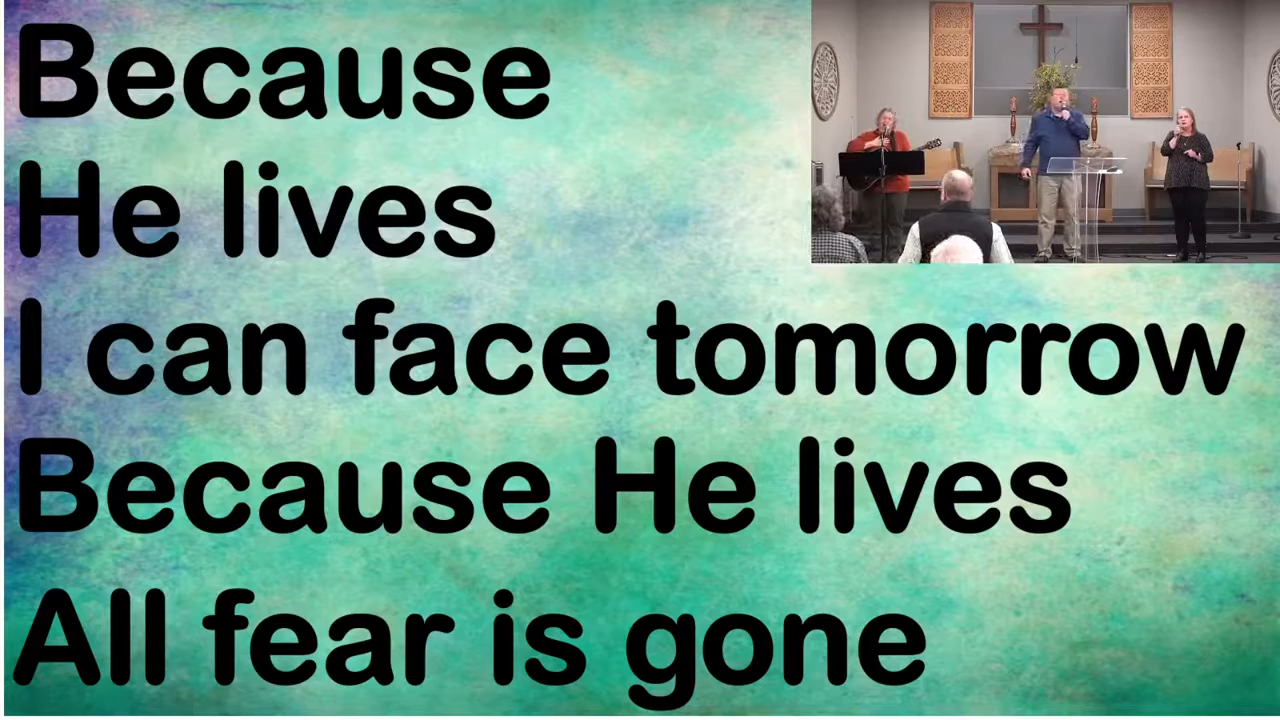 Because
He lives
I can face tomorrow
Because He lives
All fear is gone